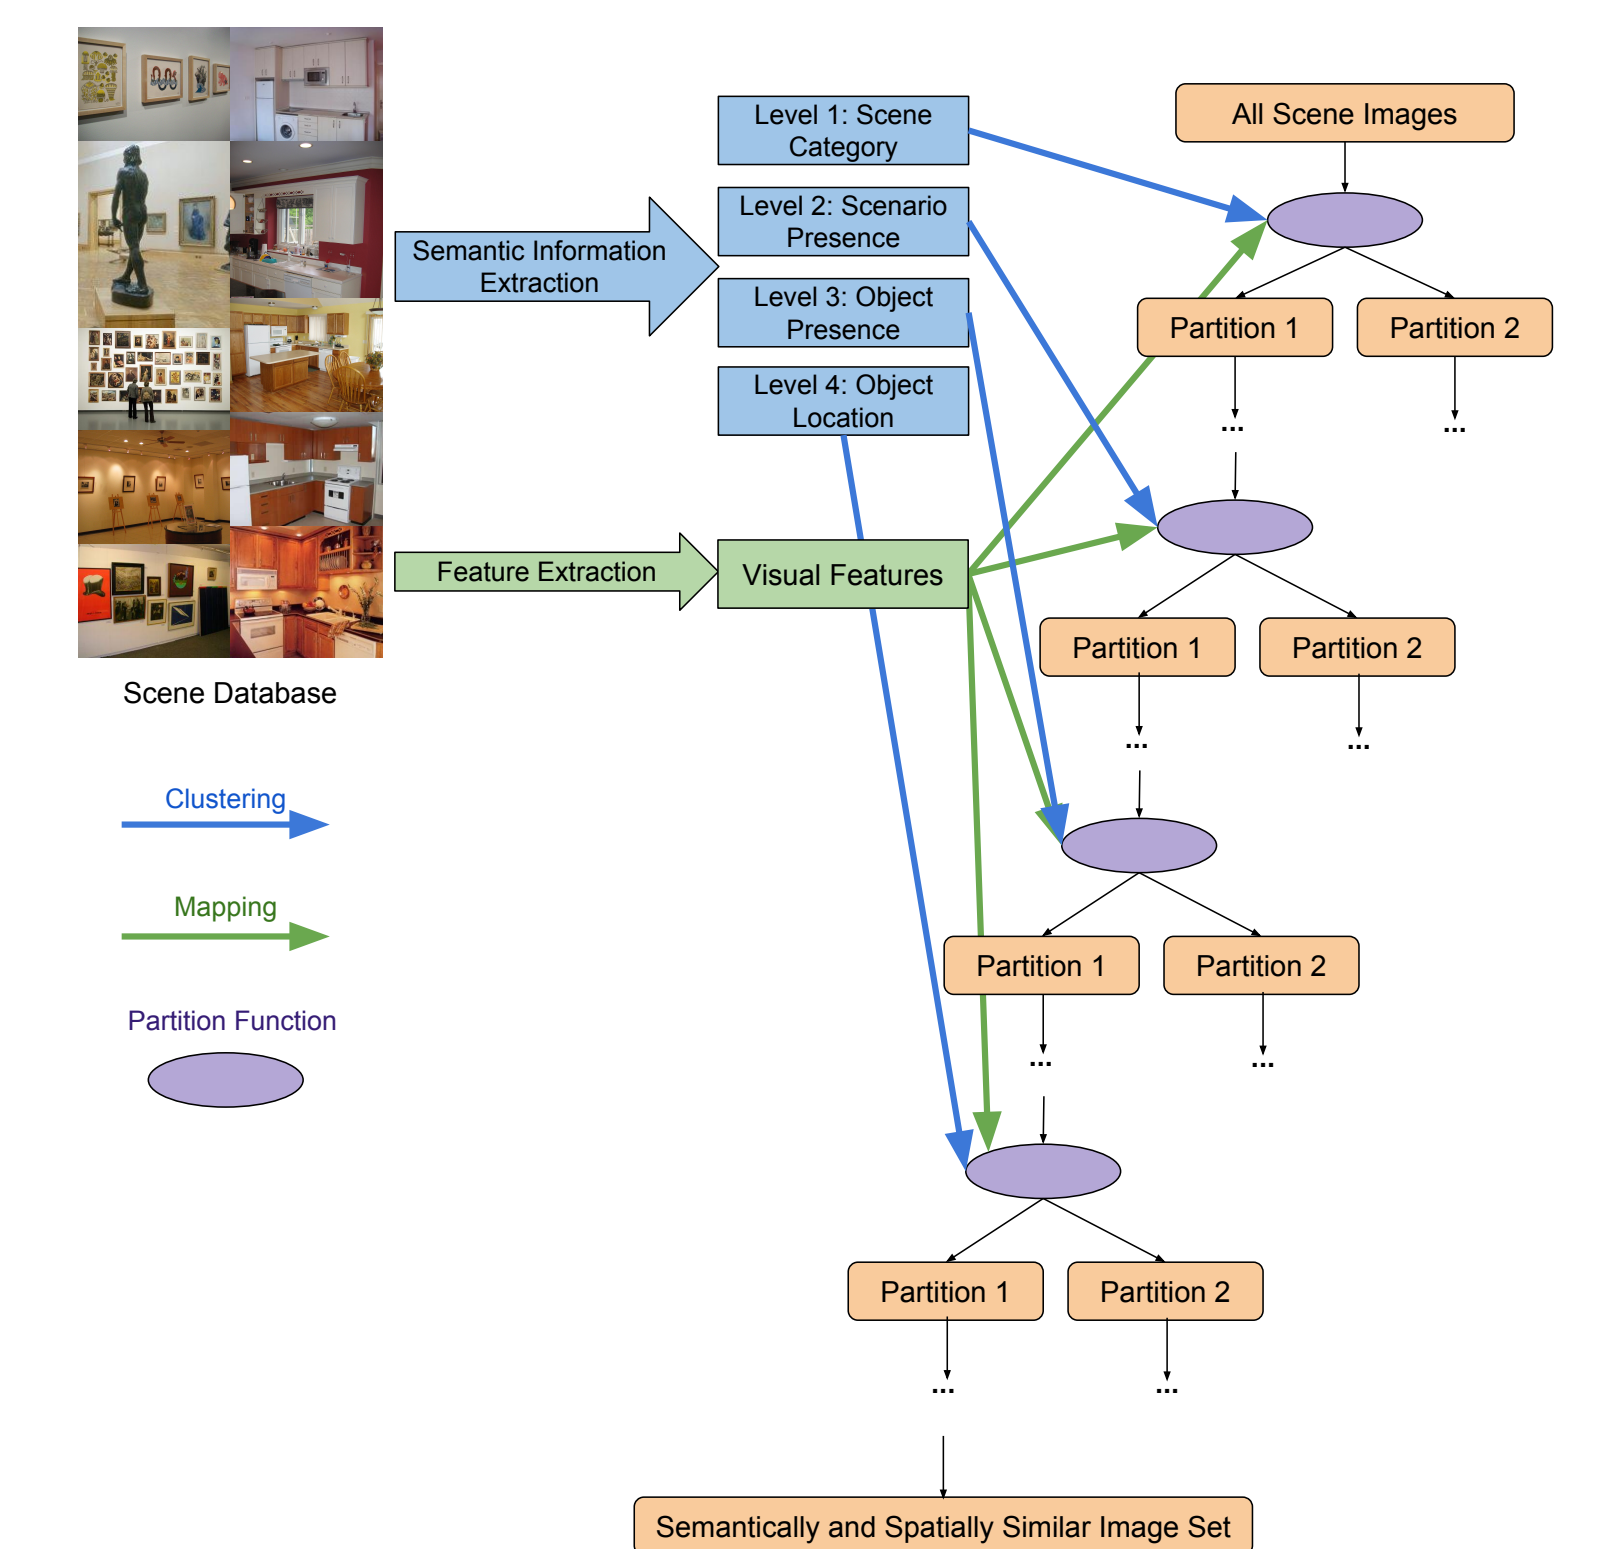 Level 1: Scene
Category
All Scene Images
Level 2: Scenario
Presence
Semantic Information
Extraction
Level 3: Object
Presence
Partition 1
Partition 2
Level 4: Object
Location
...
...
Feature Extraction
Visual Features
Partition 1
Partition 2
Scene Database
...
...
Clustering
Mapping
Partition 1
Partition 2
Partition Function
...
...
Partition 1
Partition 2
...
...
Semantically and Spatially Similar Image Set